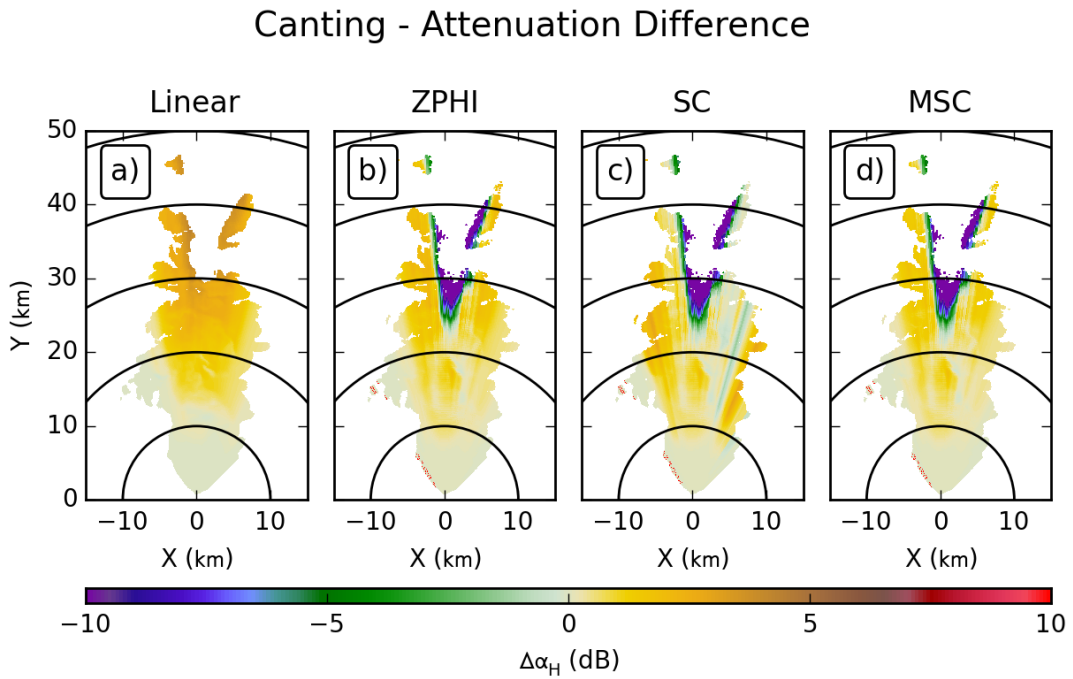 Canting - Attenuation Difference
Linear ZPHI SC MSC
a) b) c) d)
50
40
30
20
10
0
Y (km)
−10 0 10 −10 0 10 −10 0 10 −10 0 10
X (km) X (km) X (km) X (km)
−10 −5 0 5 10
Δα_H (dB)